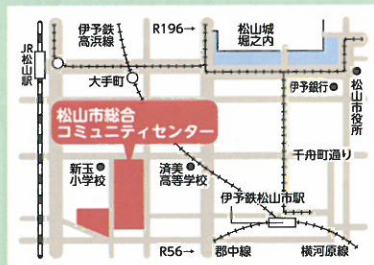 伊予鉄
高浜線
R196→
松山城
堀之内
JR
松山駅
大手町
伊予銀行
松山市役所
松山市総合
コミュニティセンター
千舟町通り
新玉
小学校
済美
高等学校
伊予鉄松山市駅
R56→
郡中線
横河原線